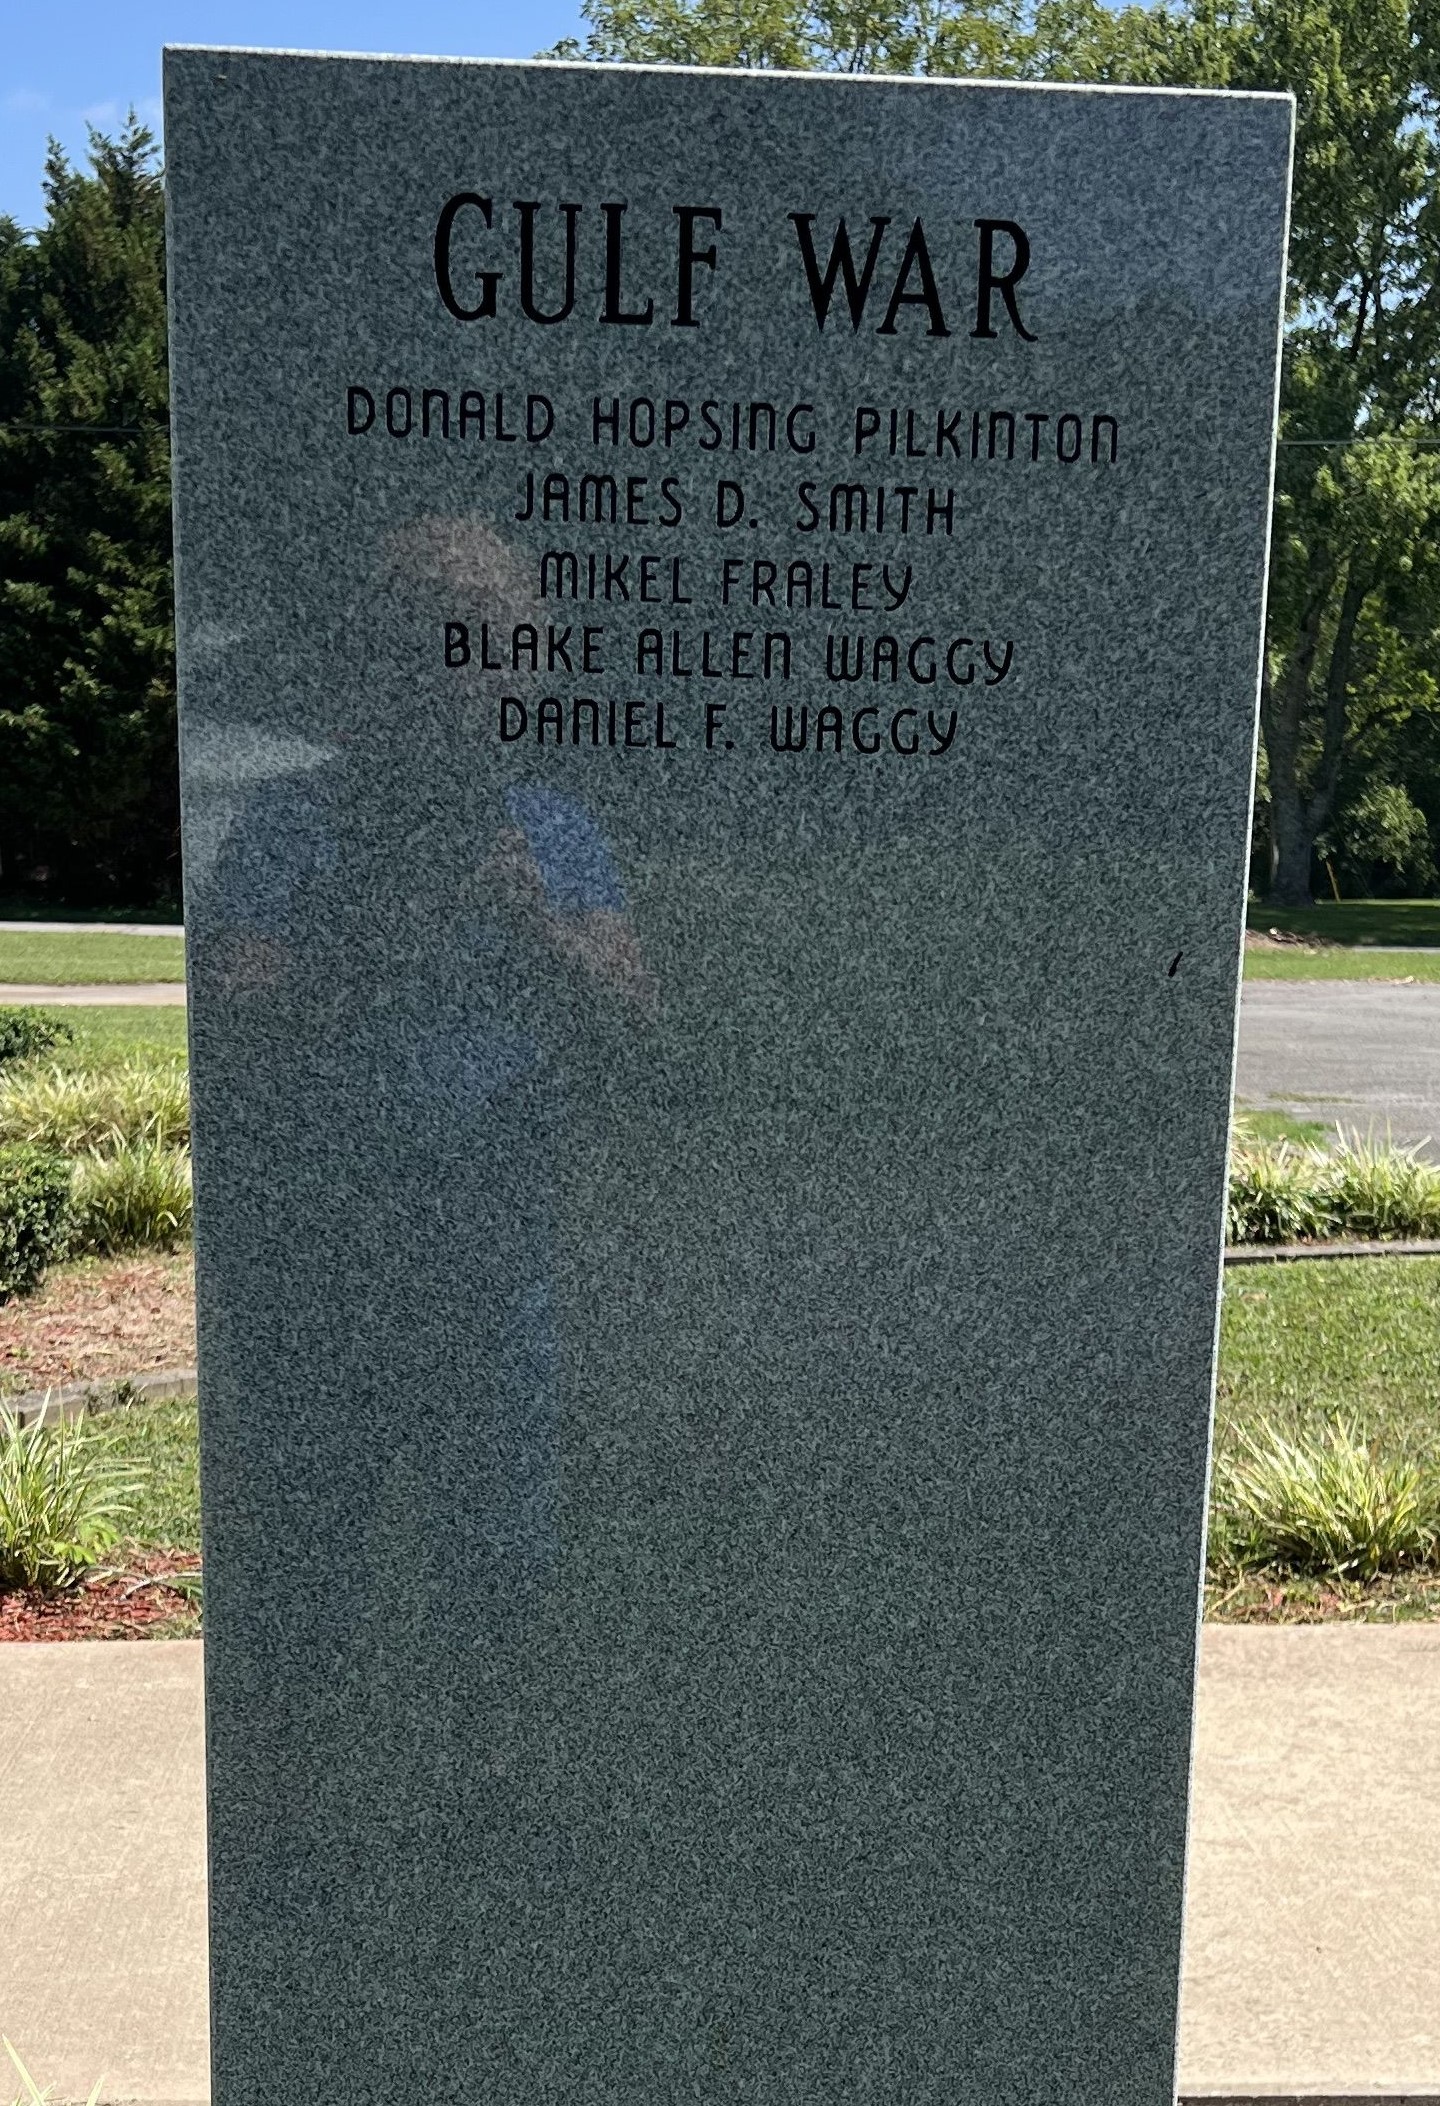 GULF WAR
DONALD HOPSING PILKINTON
JAMES D. SMITH
MIKEL FRALEY
BLAKE ALLEN WAGGY
DANIEL F. WAGGY